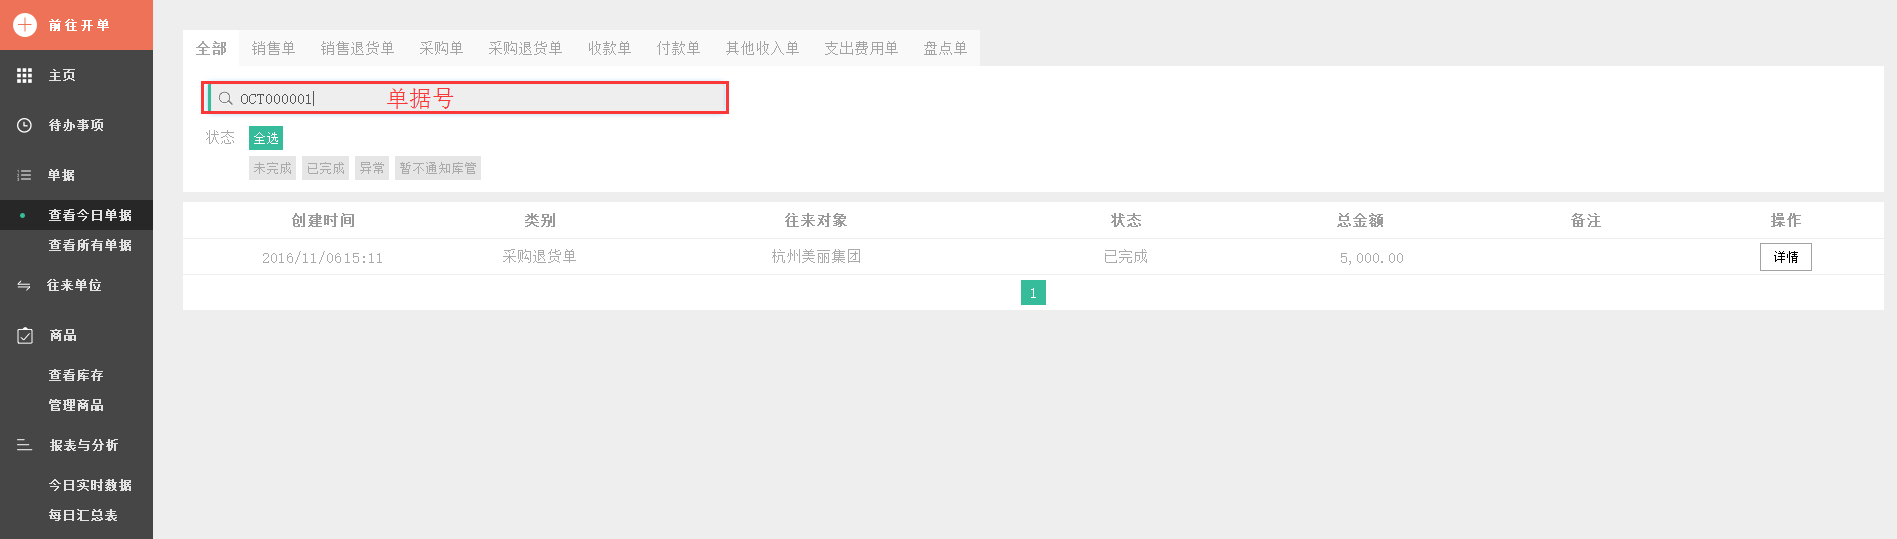 前往开单
主页
待办事项
单据
查看今日单据
查看所有单据
往来单位
商品
查看库存
管理商品
报表与分析
今日实时数据
每日汇总表
全部 销售单 销售退货单 采购单 采购退货单 收款单 付款单 其他收入单 支出费用单 盘点单
OCT000001 单据号
状态 全选
未完成 已完成 异常 暂不通知库管
创建时间 类别 往来对象 状态 总金额 备注 操作
2016/11/0615:11 采购退货单 杭州美丽集团 已完成 5,000.00 详情
1